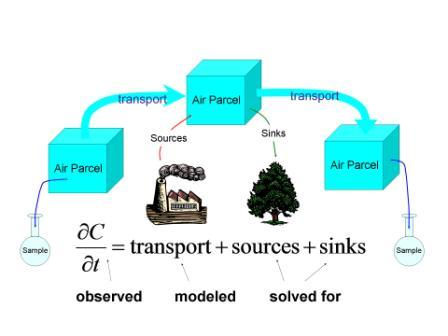 transport
Air Parcel
transport
Sources
Sinks
Air Parcel
Air Parcel
Sample
∂C/∂t = transport + sources + sinks
Sample
observed modeled solved for